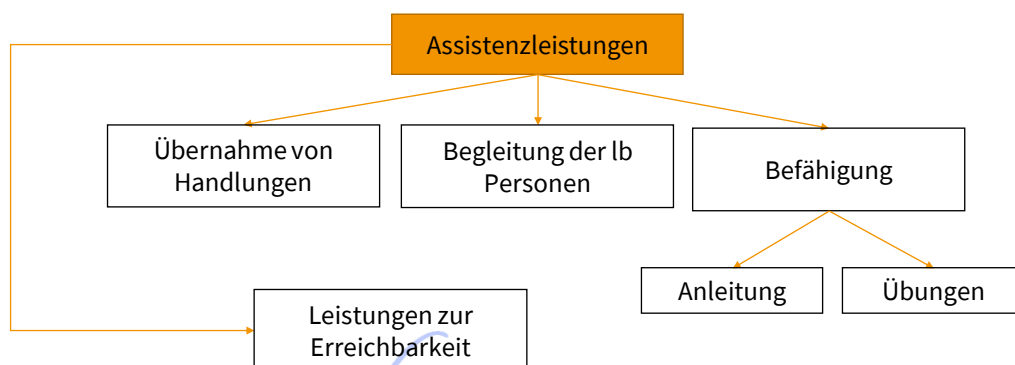 Assistenzleistungen
Übernahme von
Handlungen
Begleitung der lb
Personen
Befähigung
Anleitung
Übungen
Leistungen zur
Erreichbarkeit